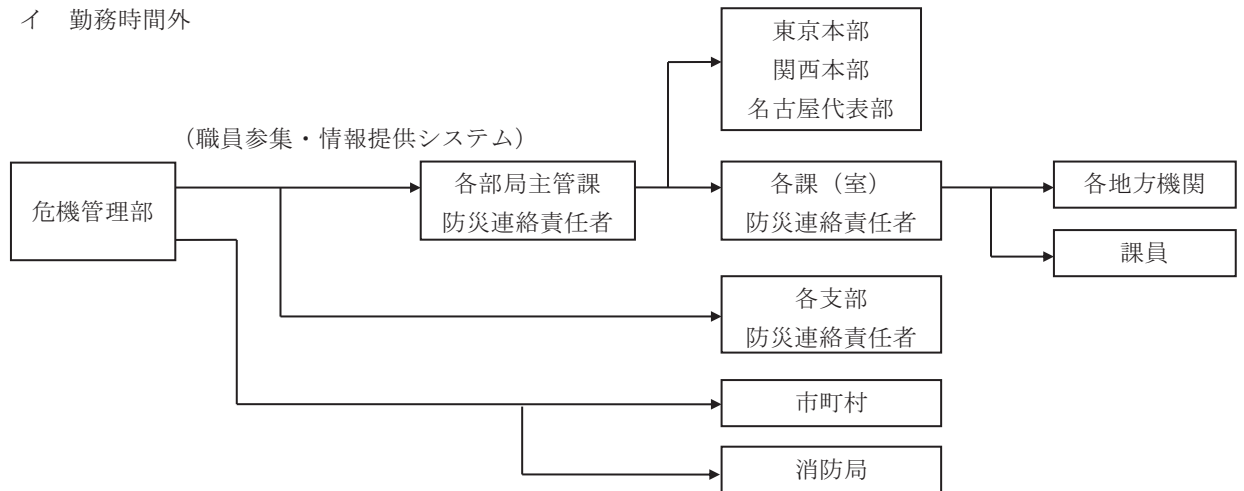 イ　勤務時間外
東京本部
関西本部
名古屋代表部
（職員参集・情報提供システム）
危機管理部
各部局主管課
防災連絡責任者
各課（室）
防災連絡責任者
各地方機関
課員
各支部
防災連絡責任者
市町村
消防局